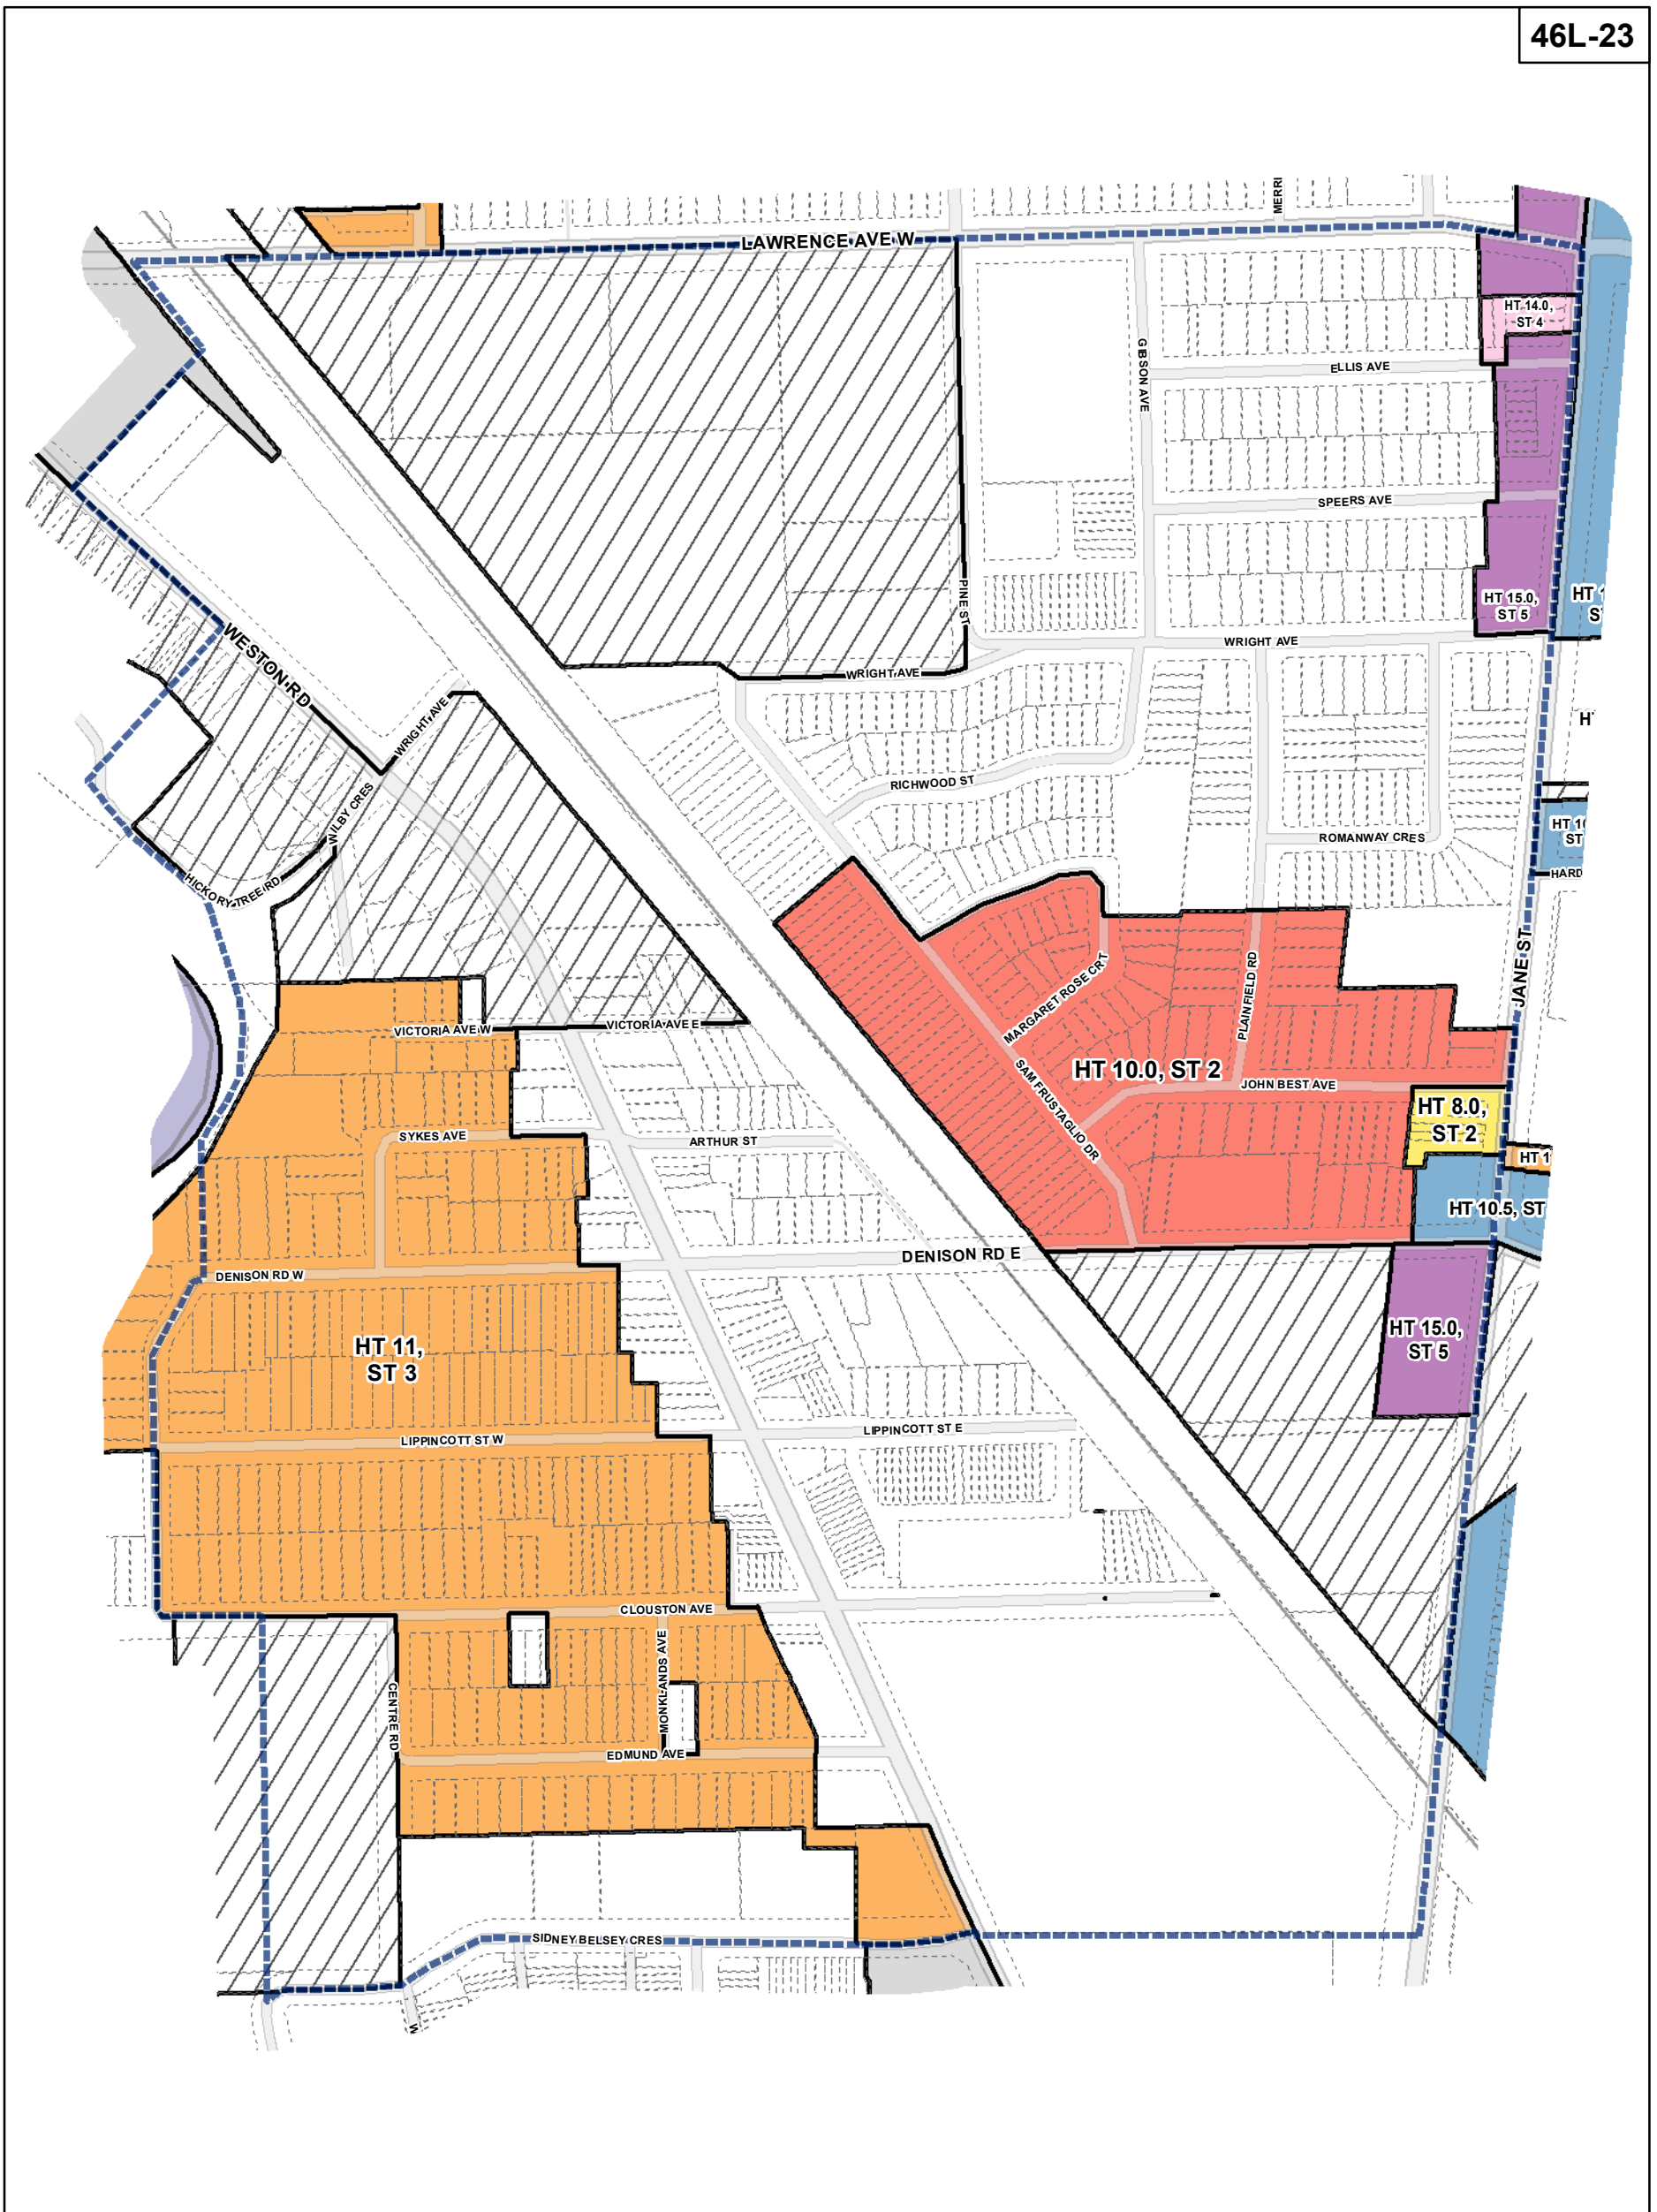 46L-23
MERRI
LAWRENCE AVE W
HT 14.0,
ST 4
GIBSON AVE
ELLIS AVE
SPEERS AVE
PINE ST
HT 15.0,
ST 5
WESTON RD
WRIGHT AVE
WRIGHT AVE
WRIGHT AVE
RICHWOOD ST
WILBY CRES
ROMANWAY CRES
HT 10
ST
HARD
HICKORY TREE RD
JANE ST
MARGARET ROSE CRT
PLAINFIELD RD
VICTORIA AVE W
VICTORIA AVE E
HT 10.0, ST 2
SAM FRUSTAGLIO DR
JOHN BEST AVE
HT 8.0,
ST 2
SYKES AVE
ARTHUR ST
HT 1
HT 10.5, ST
DENISON RD E
DENISON RD W
HT 15.0,
ST 5
HT 11,
ST 3
LIPPINCOTT ST E
LIPPINCOTT ST W
CLOUSTON AVE
MONKLANDS AVE
CENTRE RD
EDMUND AVE
SIDNEY BELSEY CRES
W